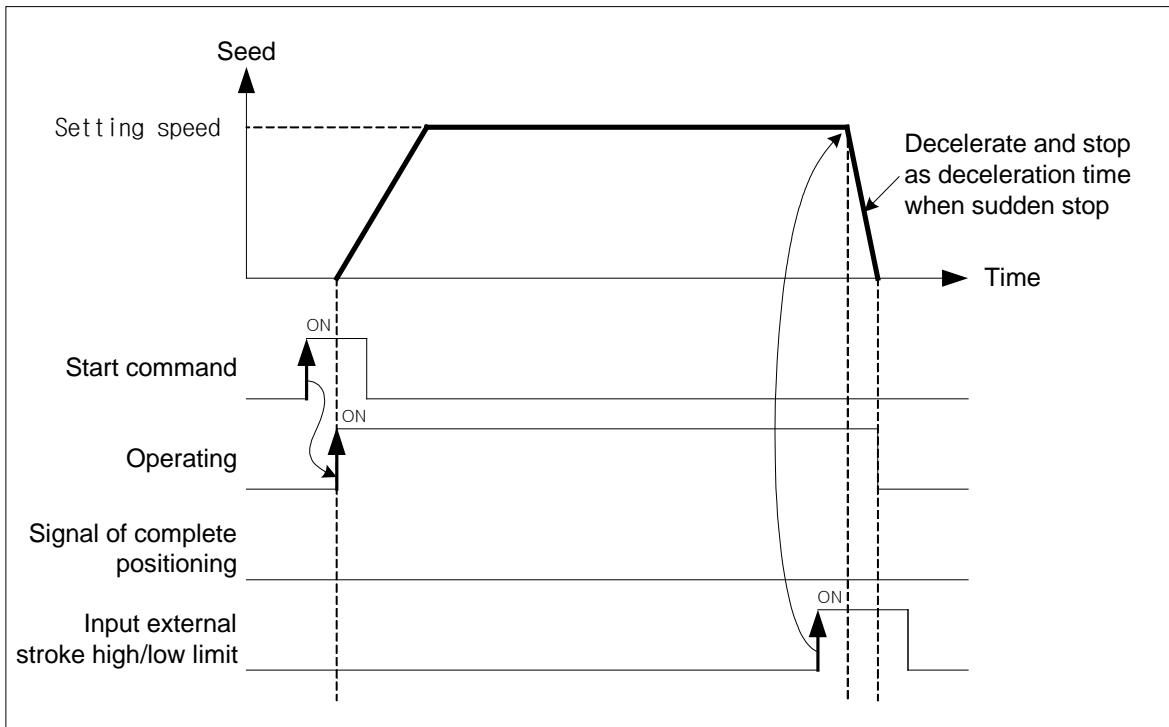 Seed
Setting speed
Decelerate and stop
as deceleration time
when sudden stop
Time
ON
Start command
ON
Operating
Signal of complete
positioning
ON
Input external
stroke high/low limit